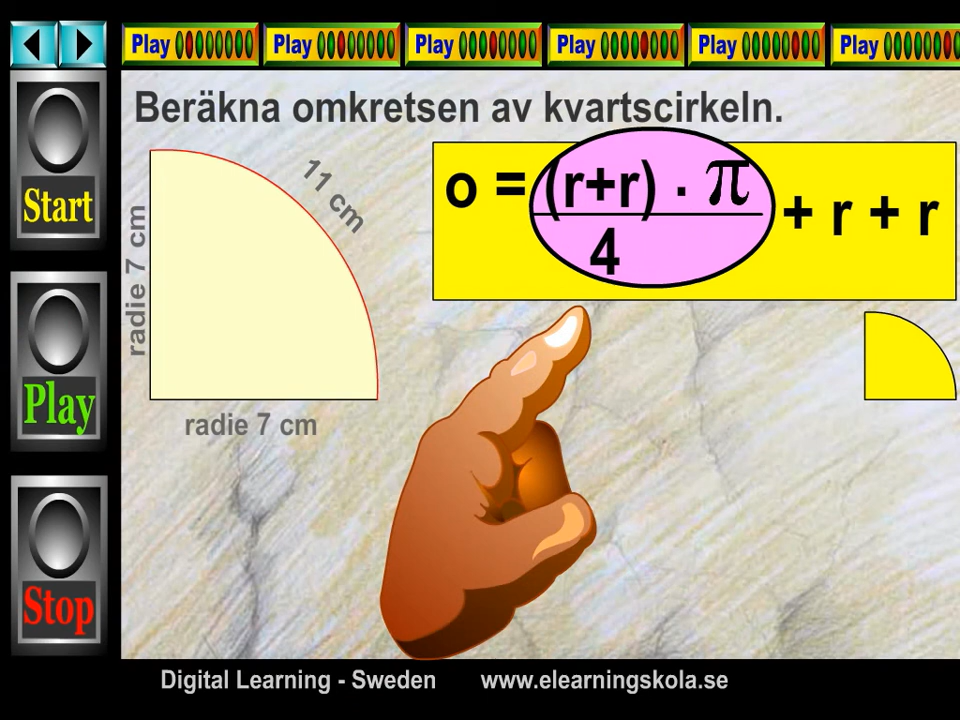 Play Play Play Play Play Play
Beräkna omkretsen av kvartscirkeln.
Start
radie 7 cm
11 cm
o = (r+r) · π
4
+ r + r
Play
radie 7 cm
Stop
Digital Learning - Sweden www.elearningskola.se